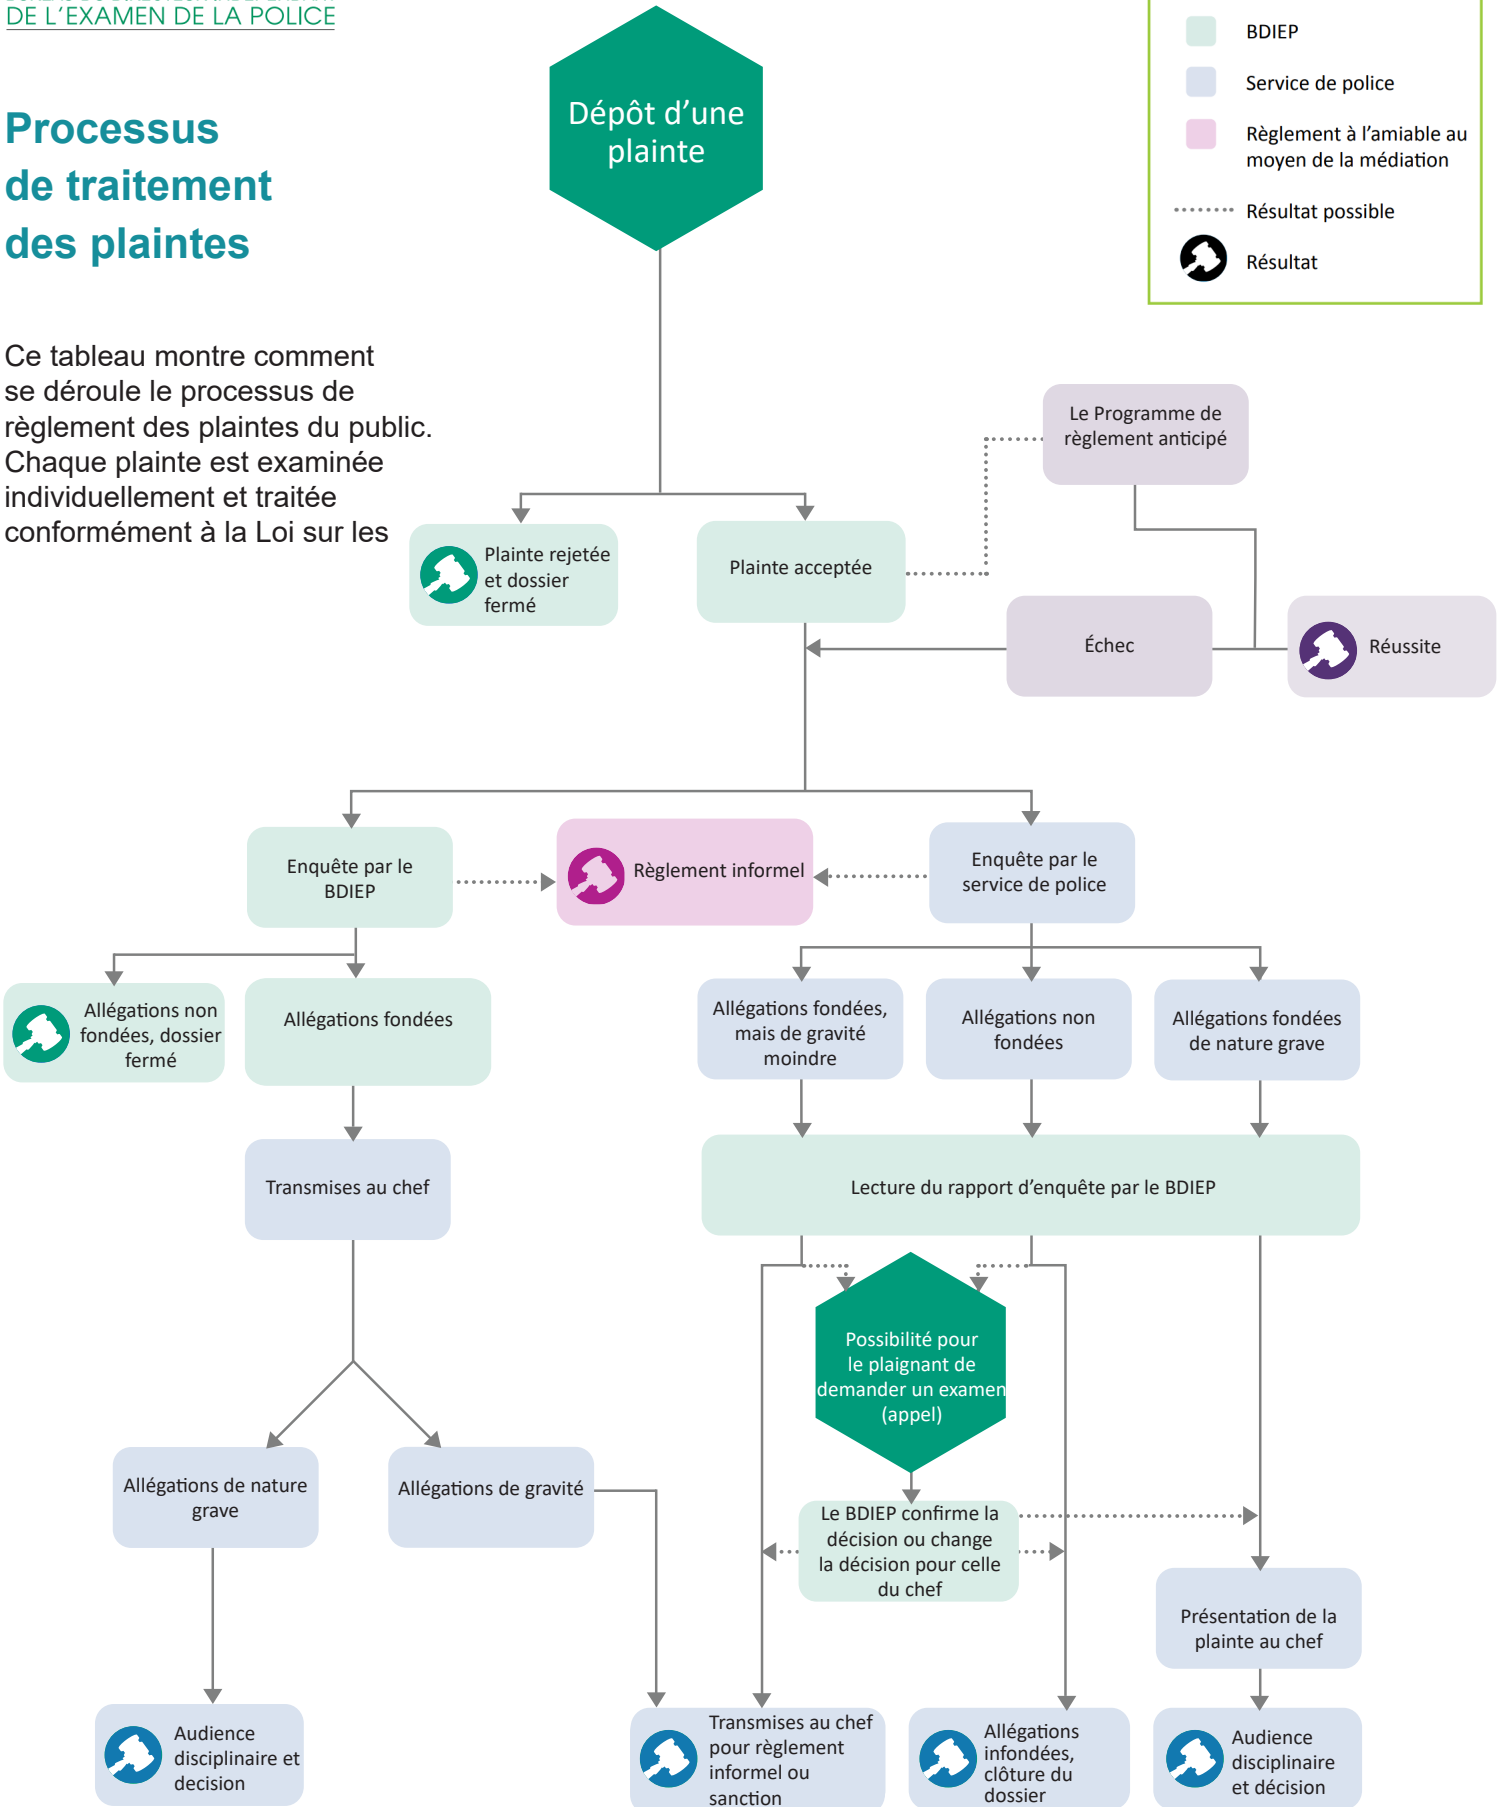 DE L'EXAMEN DE LA POLICE
Processus
de traitement
des plaintes
Ce tableau montre comment
se déroule le processus de
règlement des plaintes du public.
Chaque plainte est examinée
individuellement et traitée
conformément à la Loi sur les
BDIEP
Service de police
Règlement à l'amiable au
moyen de la médiation
Résultat possible
Résultat
Dépôt d'une
plainte
Le Programme de
règlement anticipé
Plainte rejetée
et dossier
fermé
Plainte acceptée
Échec
Réussite
Enquête par le
BDIEP
Règlement informel
Enquête par le
service de police
Allégations non
fondées, dossier
fermé
Allégations fondées
Allégations fondées,
mais de gravité
moindre
Allégations non
fondées
Allégations fondées
de nature grave
Transmises au chef
Lecture du rapport d'enquête par le BDIEP
Possibilité pour
le plaignant de
demander un examen
(appel)
Allégations de nature
grave
Allégations de gravité
Le BDIEP confirme la
décision ou change
la décision pour celle
du chef
Présentation de la
plainte au chef
Audience
disciplinaire et
decision
Transmises au chef
pour règlement
informel ou
sanction
Allégations
infondées,
clôture du
dossier
Audience
disciplinaire
et décision